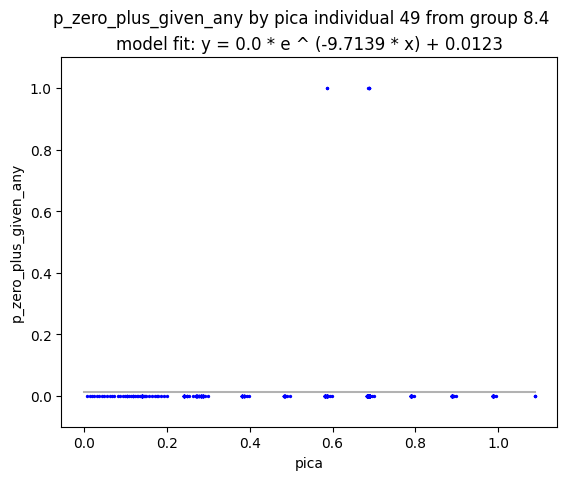 p_zero_plus_given_any by pica individual 49 from group 8.4
model fit: y = 0.0 * e ^ (-9.7139 * x) + 0.0123
1.0
0.8
0.6
0.4
0.2
0.0
p_zero_plus_given_any
0.0 0.2 0.4 0.6 0.8 1.0
pica